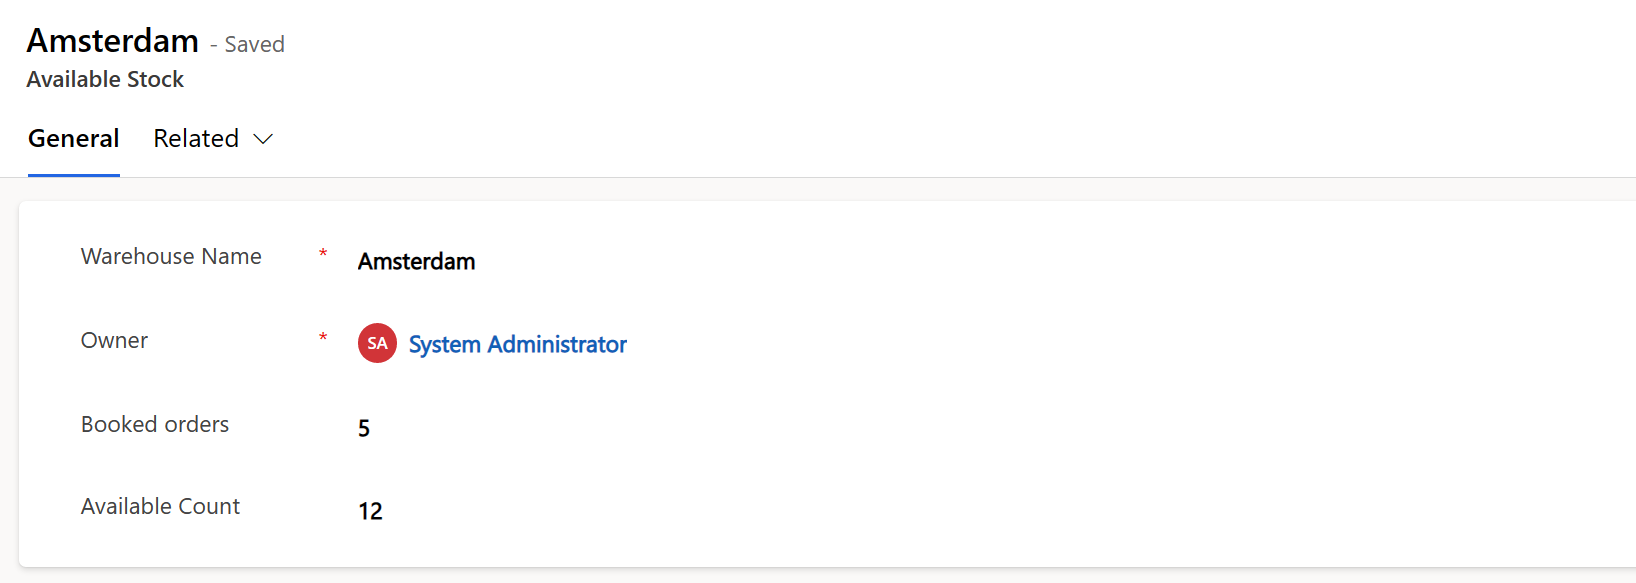 Amsterdam - Saved
Available Stock
General Related
Warehouse Name * Amsterdam
Owner * SA System Administrator
Booked orders 5
Available Count 12